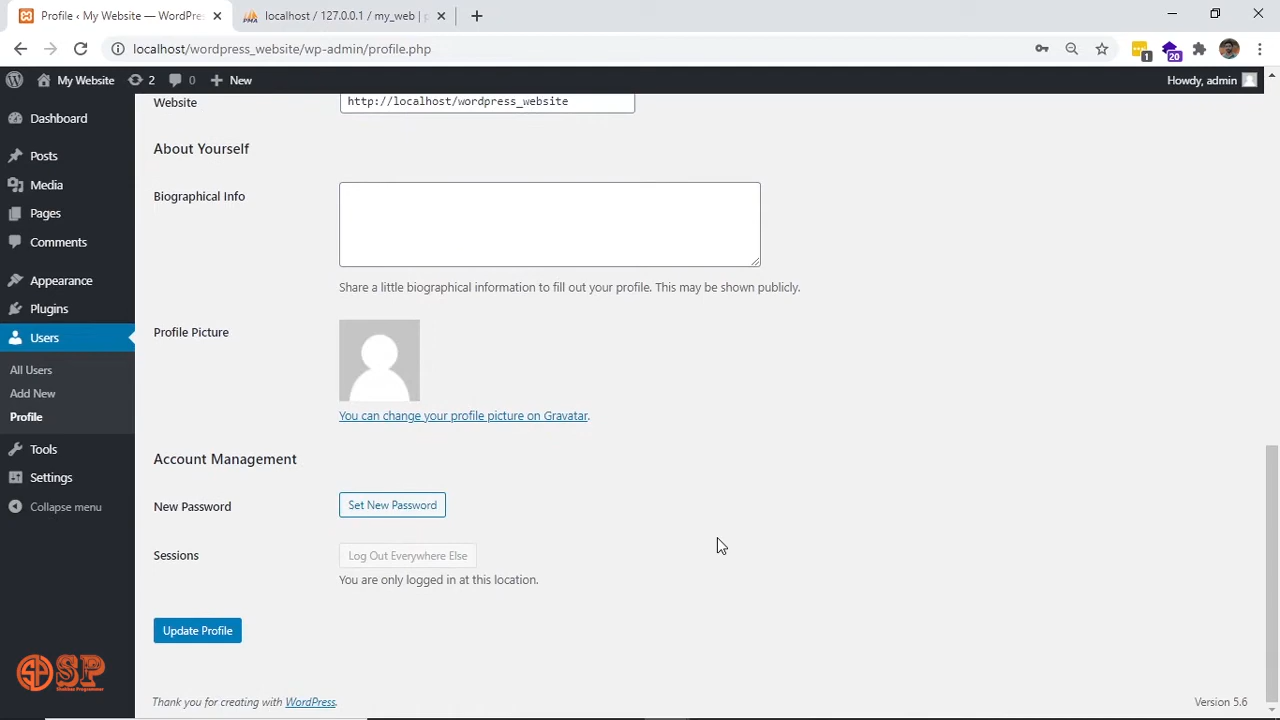 Profile ‹ My Website — WordPre
localhost / 127.0.0.1 / my_web | p
localhost/wordpress_website/wp-admin/profile.php
1
20
My Website
2
0
New
Howdy, admin
Dashboard
Posts
Media
Pages
Comments
Appearance
Plugins
Users
All Users
Add New
Profile
Tools
Settings
Collapse menu
Website
http://localhost/wordpress_website
About Yourself
Biographical Info
Share a little biographical information to fill out your profile. This may be shown publicly.
Profile Picture
You can change your profile picture on Gravatar.
Account Management
New Password
Set New Password
Sessions
Log Out Everywhere Else
You are only logged in at this location.
Update Profile
SP
Shahbaz Programmer
Thank you for creating with WordPress.
Version 5.6